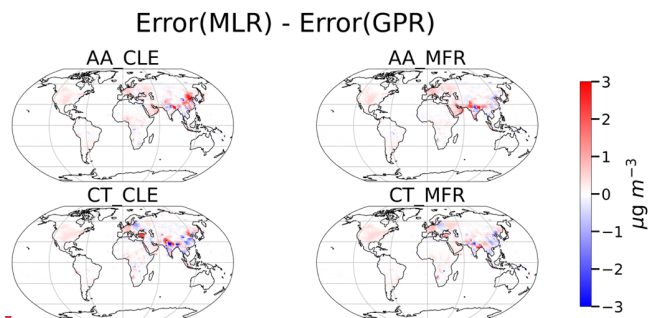 Error(MLR) - Error(GPR)
AA_CLE
AA_MFR
CT_CLE
CT_MFR
3
2
1
0
−1
−2
−3
μg m⁻³